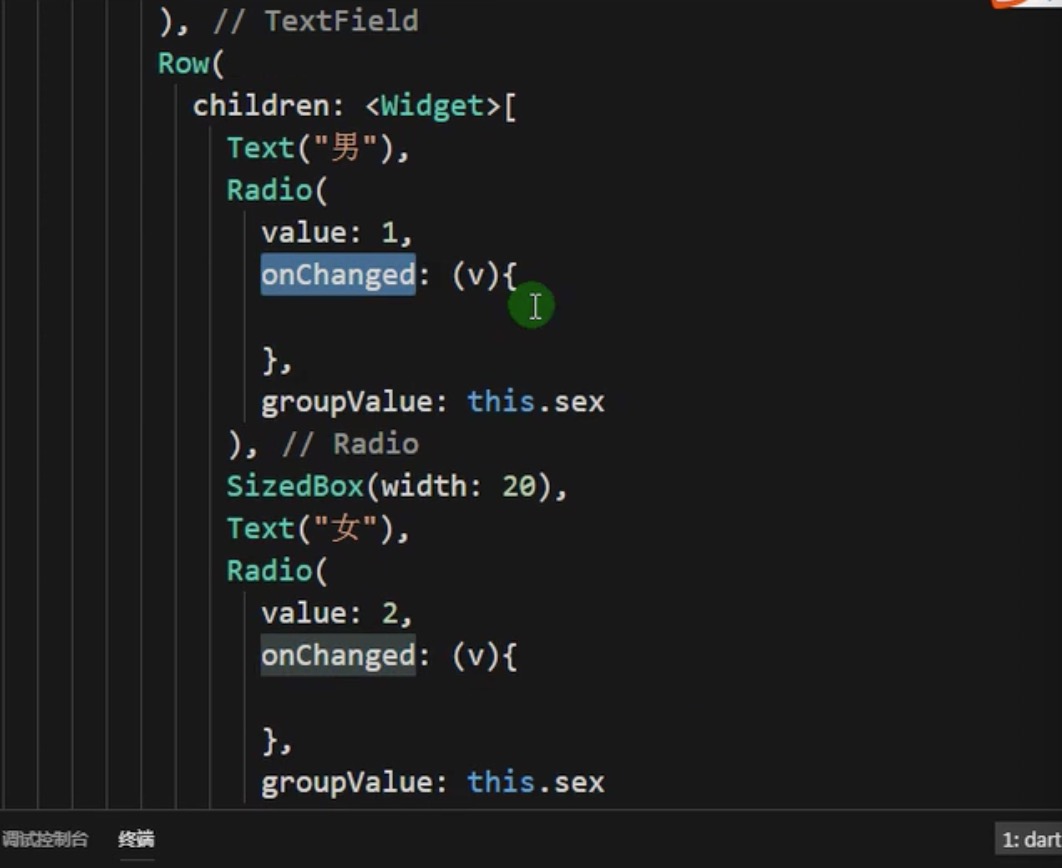 ), // TextField
Row(
children: <Widget>[
Text("男"),
Radio(
value: 1,
onChanged: (v){
},
groupValue: this.sex
), // Radio
SizedBox(width: 20),
Text("女"),
Radio(
value: 2,
onChanged: (v){
},
groupValue: this.sex
调试控制台 终端 1: dart